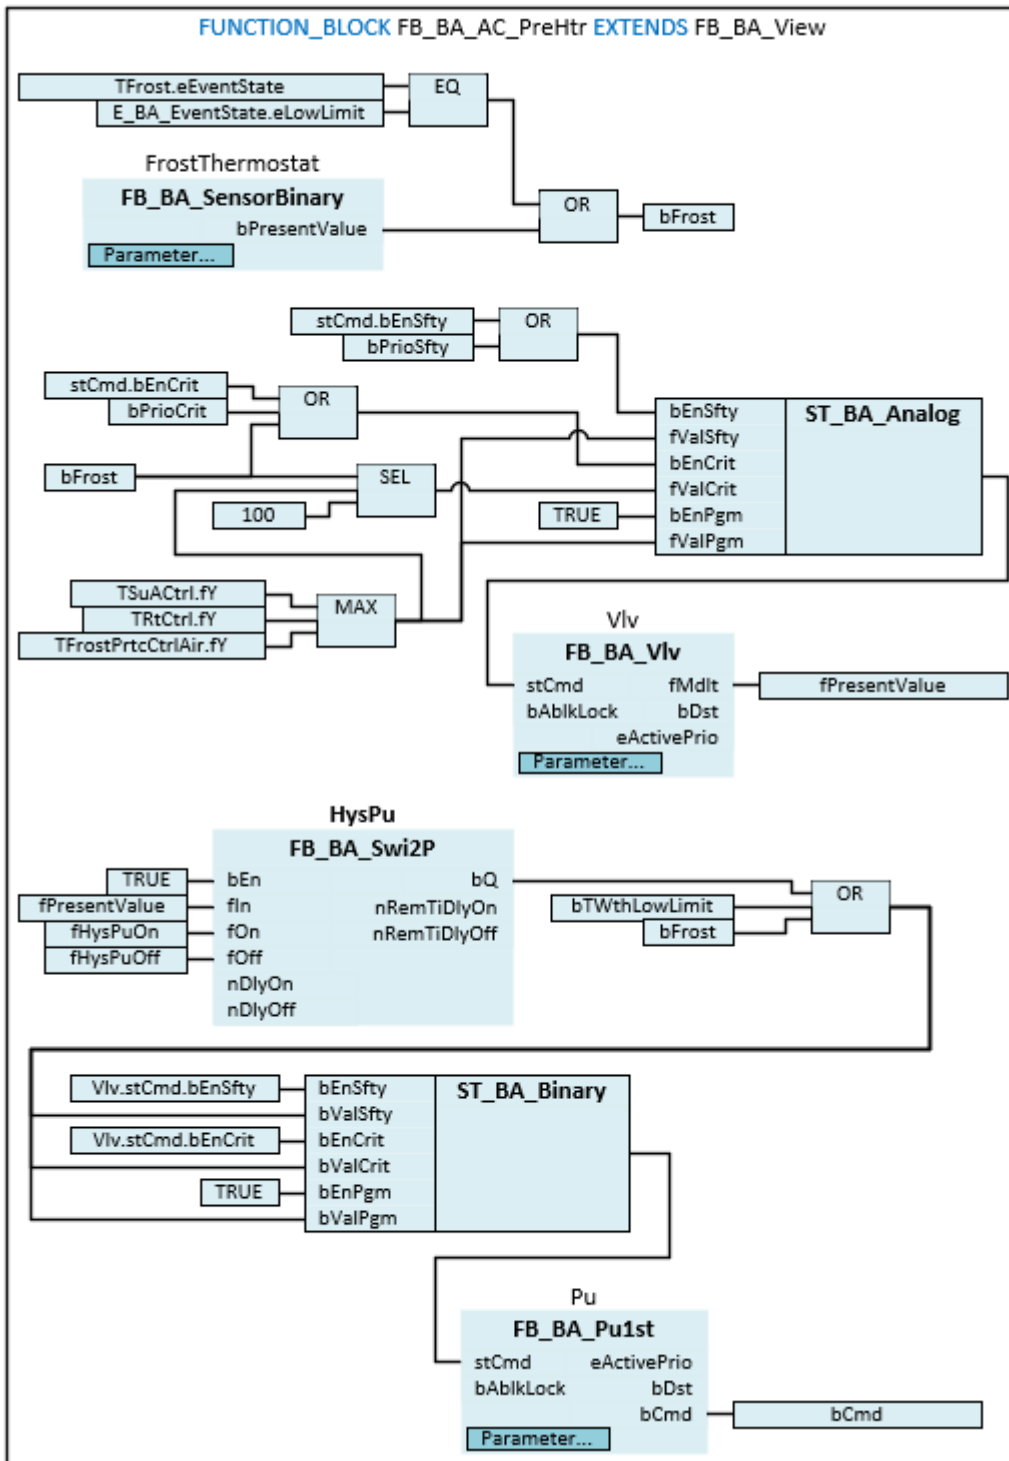 FUNCTION_BLOCK FB_BA_AC_PreHtr EXTENDS FB_BA_View
TFrost.eEventState
E_BA_EventState.eLowLimit
EQ
FrostThermostat
FB_BA_SensorBinary
bPresentValue
Parameter...
OR
bFrost
stCmd.bEnSfty
bPrioSfty
OR
stCmd.bEnCrit
bPrioCrit
OR
bFrost
SEL
100
TRUE
bEnSfty
fValSfty
bEnCrit
fValCrit
bEnPgm
fValPgm
ST_BA_Analog
TSuACtrl.fY
TRtCtrl.fY
TFrostPrtcCtrlAir.fY
MAX
Vlv
FB_BA_Vlv
stCmd fMdlt
bAblkLock bDst
eActivePrio
Parameter...
fPresentValue
HysPu
FB_BA_Swi2P
TRUE
fPresentValue
fHysPuOn
fHysPuOff
bEn bQ
fIn nRemTiDlyOn
fOn nRemTiDlyOff
fOff
nDlyOn
nDlyOff
bTWthLowLimit
bFrost
OR
Vlv.stCmd.bEnSfty
Vlv.stCmd.bEnCrit
TRUE
bEnSfty
bValSfty
bEnCrit
bValCrit
bEnPgm
bValPgm
ST_BA_Binary
Pu
FB_BA_Pu1st
stCmd eActivePrio
bAblkLock bDst
bCmd
Parameter...
bCmd